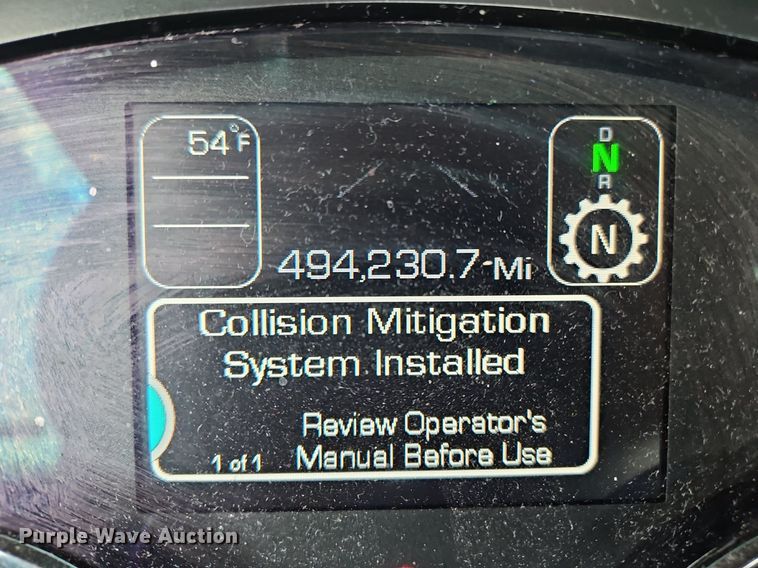 54°F
D
N
R
N
494,230.7 Mi
Collision Mitigation
System Installed
Review Operator's
1 of 1 Manual Before Use
Purple Wave Auction